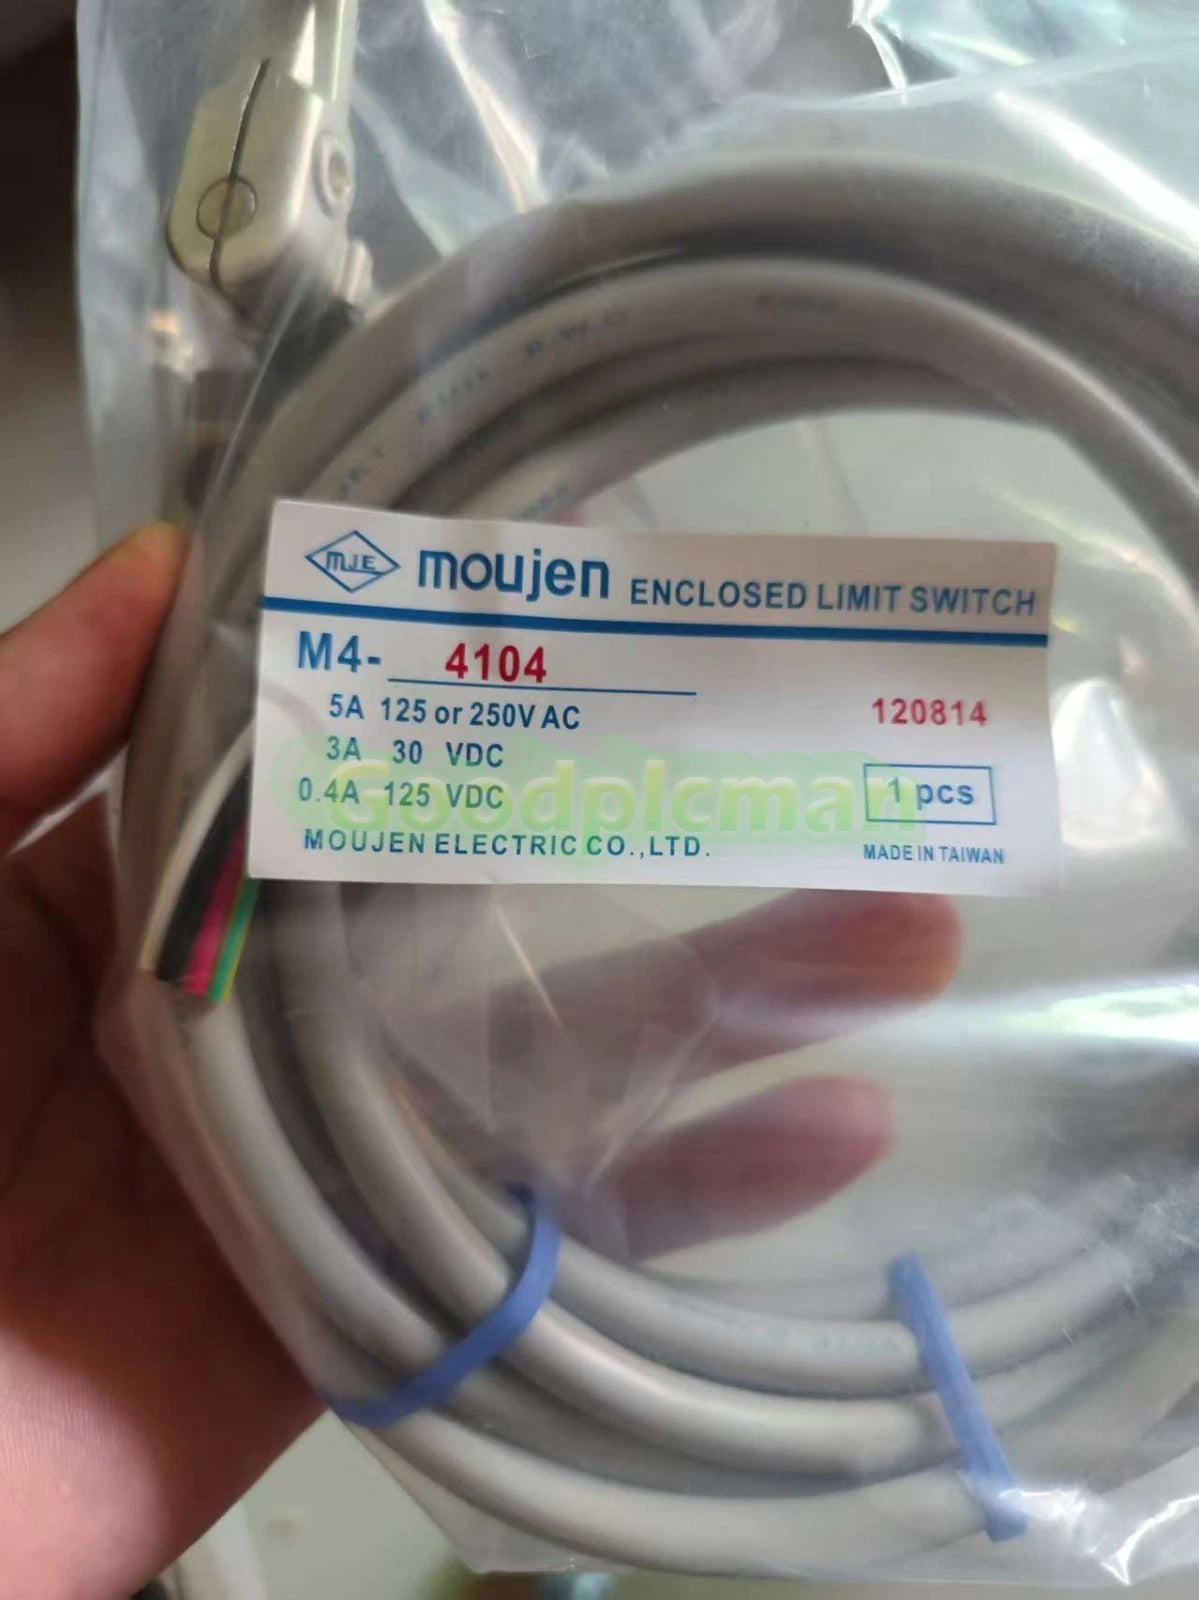 MJE moujen ENCLOSED LIMIT SWITCH
M4- 4104
5A 125 or 250V AC 120814
3A 30 VDC
0.4A 125 VDC 1 pcs
Goodplcman
MOUJEN ELECTRIC CO.,LTD. MADE IN TAIWAN